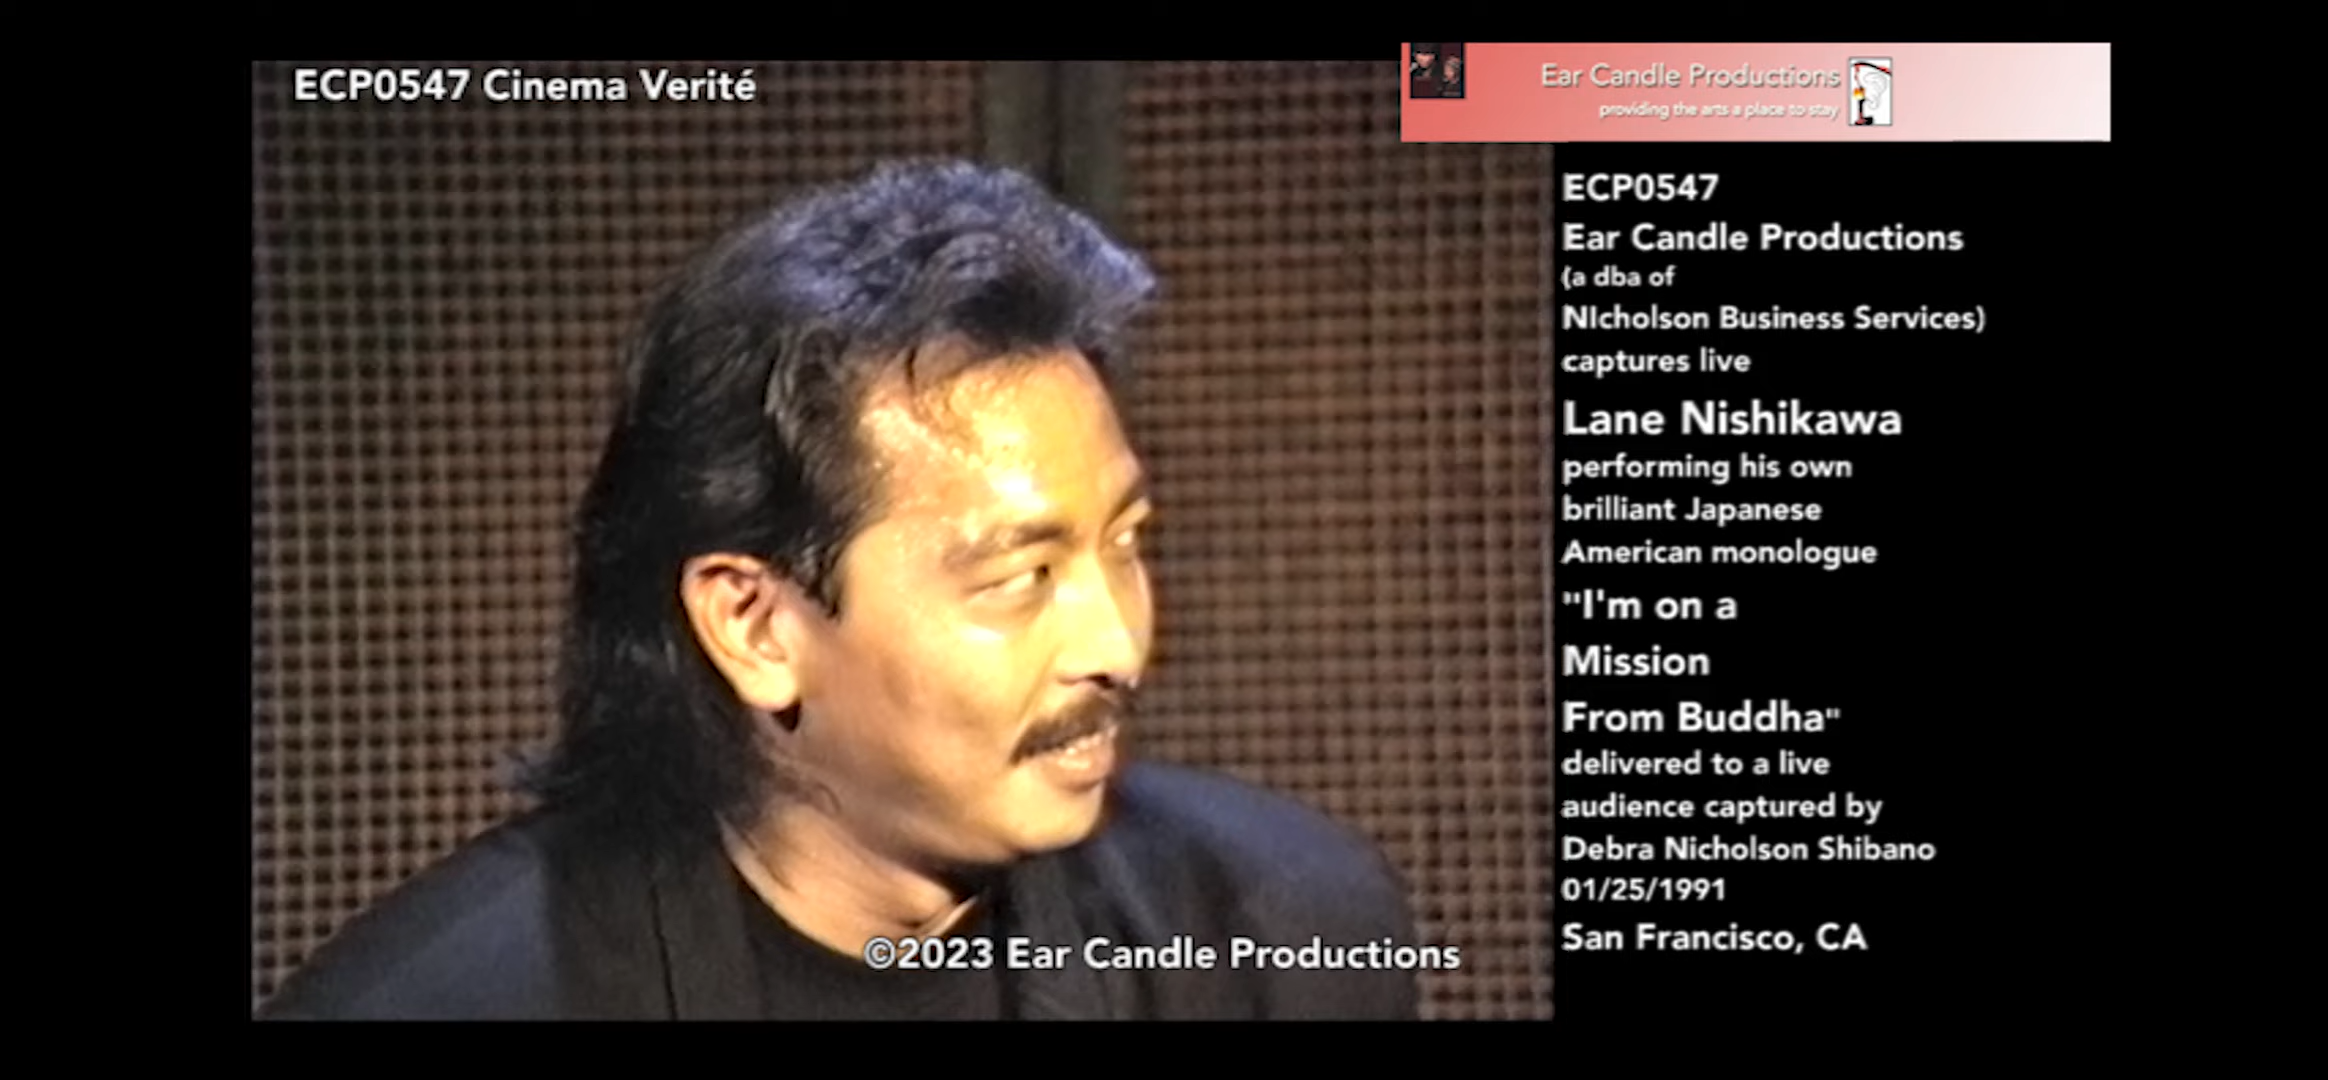 ECP0547 Cinema Verité
Ear Candle Productions
providing the arts a place to stay
ECP0547
Ear Candle Productions
(a dba of
NIcholson Business Services)
captures live
Lane Nishikawa
performing his own
brilliant Japanese
American monologue
"I'm on a
Mission
From Buddha"
delivered to a live
audience captured by
Debra Nicholson Shibano
01/25/1991
San Francisco, CA
©2023 Ear Candle Productions